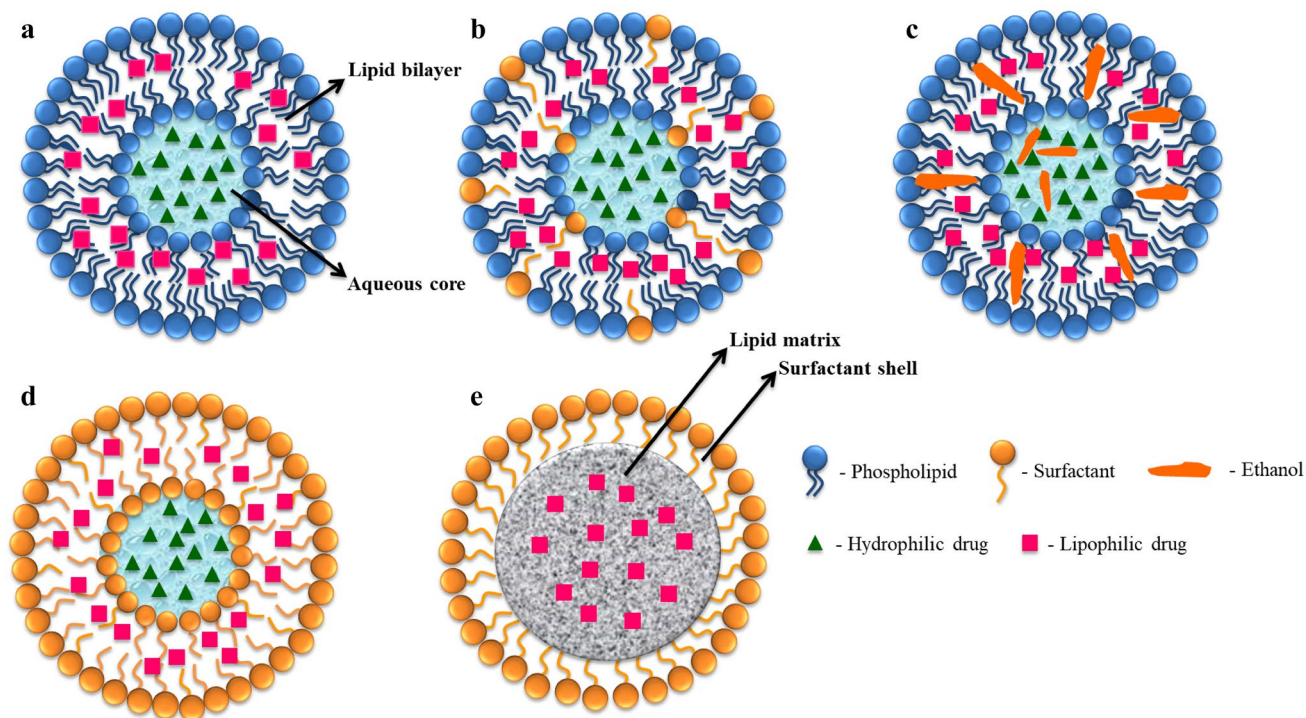 a
b
c
Lipid bilayer
Aqueous core
Lipid matrix
Surfactant shell
d
e
- Phospholipid
- Surfactant
- Ethanol
- Hydrophilic drug
- Lipophilic drug